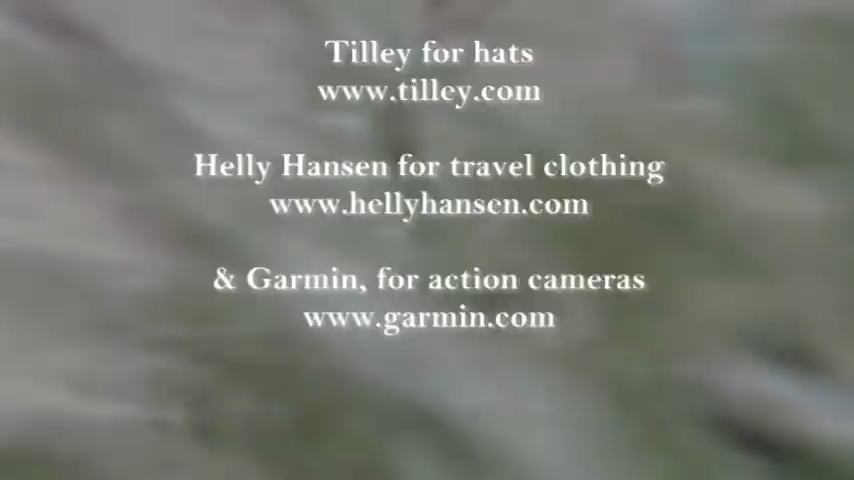 Tilley for hats
www.tilley.com
Helly Hansen for travel clothing
www.hellyhansen.com
& Garmin, for action cameras
www.garmin.com